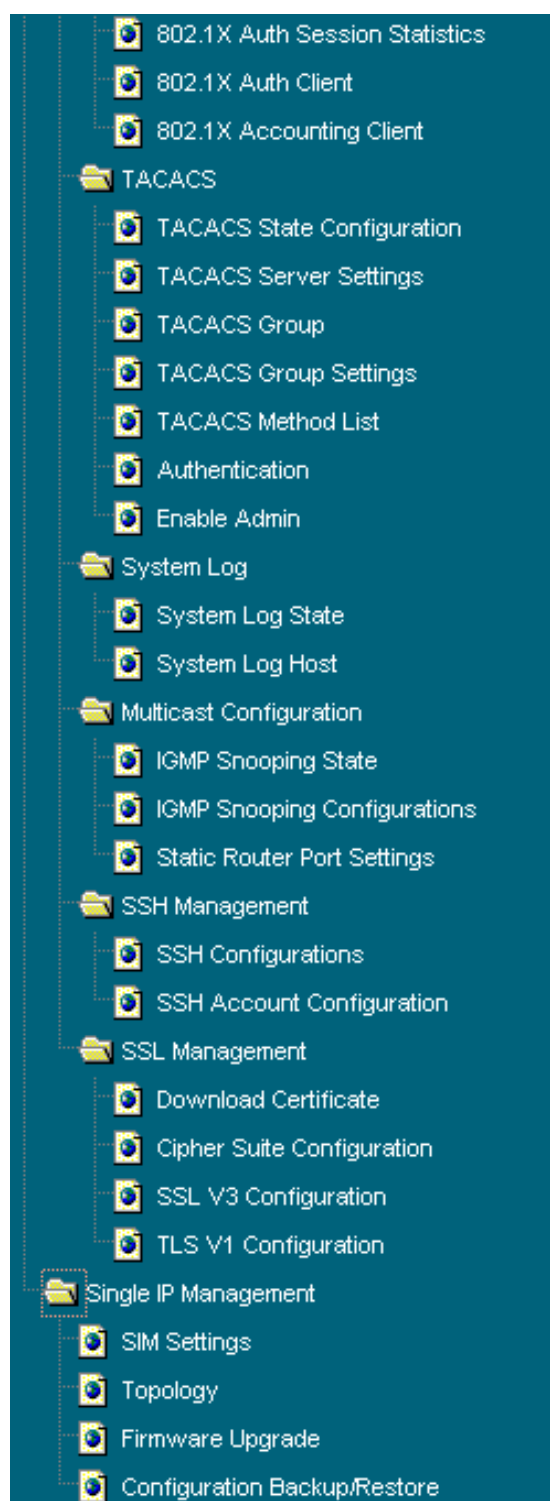 802.1X Auth Session Statistics
802.1X Auth Client
802.1X Accounting Client
TACACS
TACACS State Configuration
TACACS Server Settings
TACACS Group
TACACS Group Settings
TACACS Method List
Authentication
Enable Admin
System Log
System Log State
System Log Host
Multicast Configuration
IGMP Snooping State
IGMP Snooping Configurations
Static Router Port Settings
SSH Management
SSH Configurations
SSH Account Configuration
SSL Management
Download Certificate
Cipher Suite Configuration
SSL V3 Configuration
TLS V1 Configuration
Single IP Management
SIM Settings
Topology
Firmware Upgrade
Configuration Backup/Restore